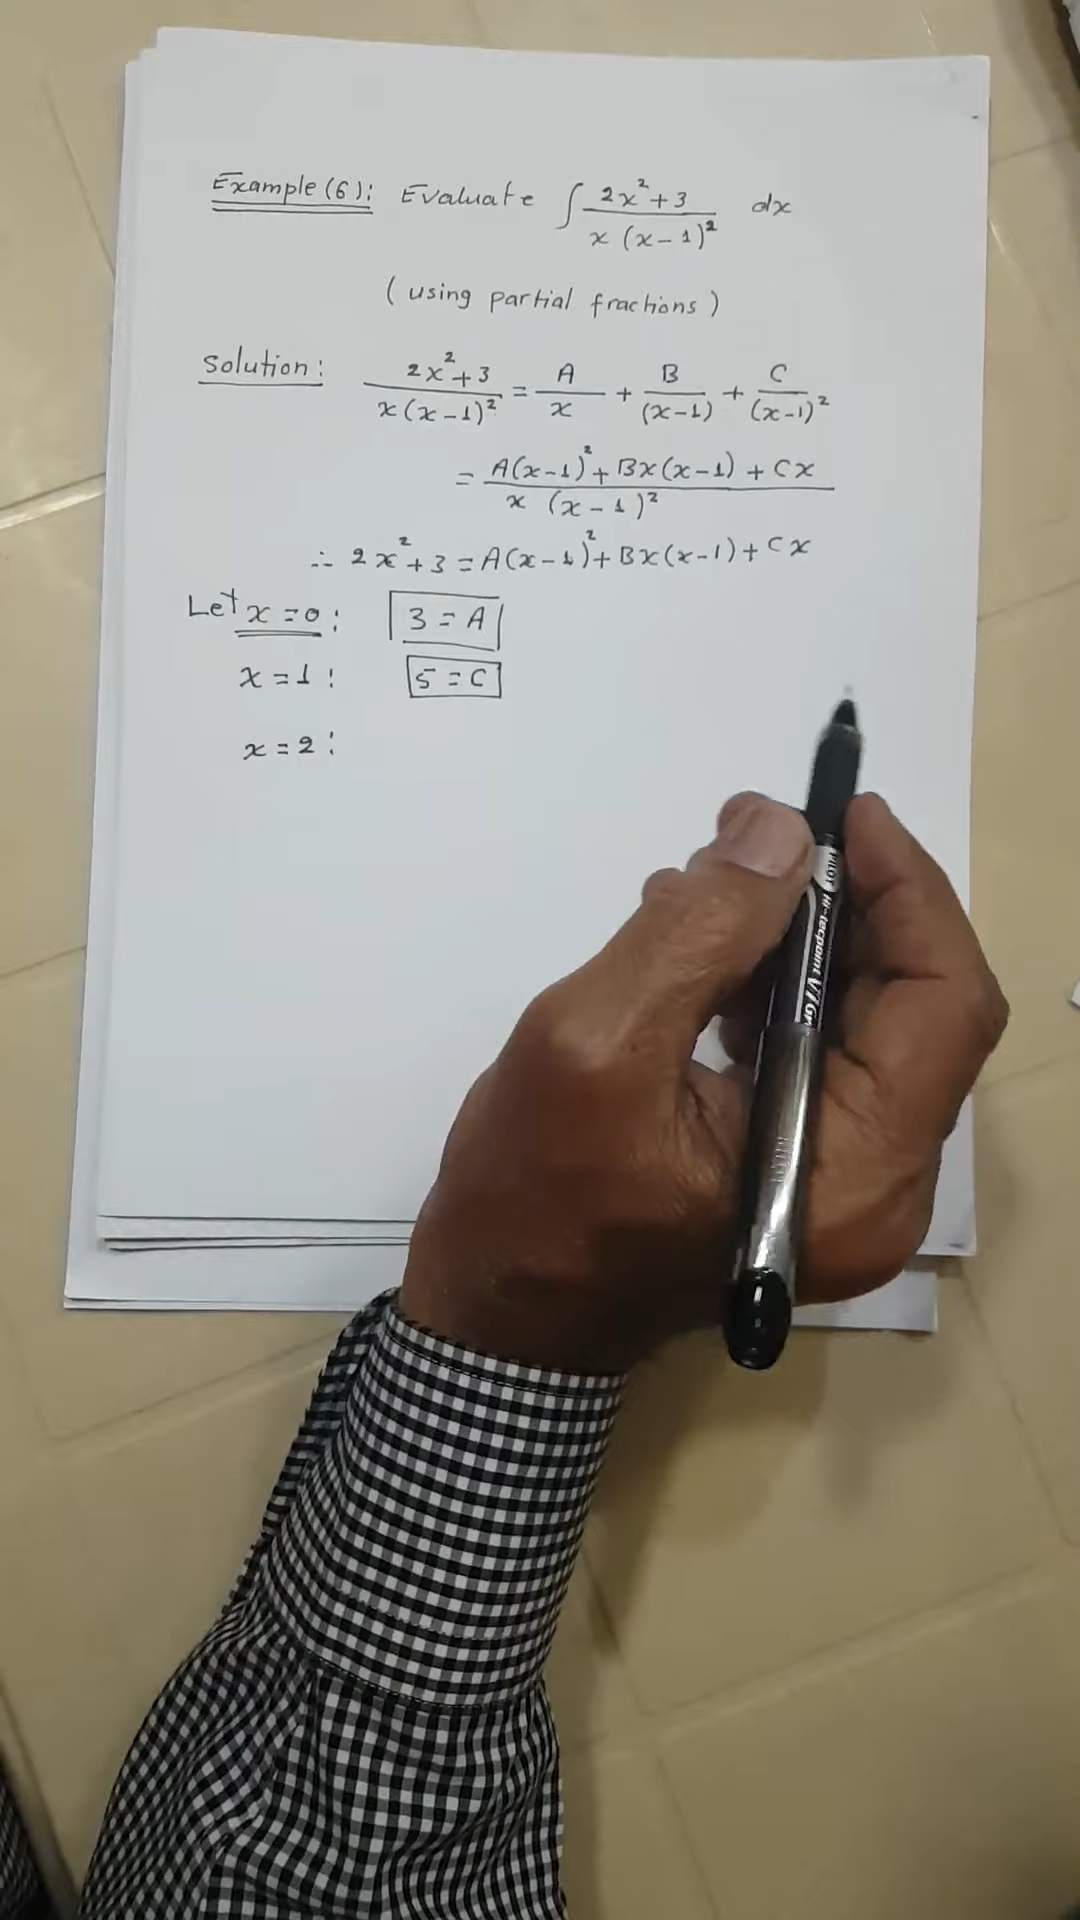 Example (6): Evaluate ∫ (2x²+3)/(x(x-1)²) dx
(using partial fractions)
Solution: (2x²+3)/(x(x-1)²) = A/x + B/(x-1) + C/(x-1)²
= (A(x-1)²+Bx(x-1)+Cx)/(x(x-1)²)
∴ 2x²+3=A(x-1)²+Bx(x-1)+Cx
Let x=0: 3=A
x=1: 5=C
x=2:
PILOT Hi-tecpoint V7